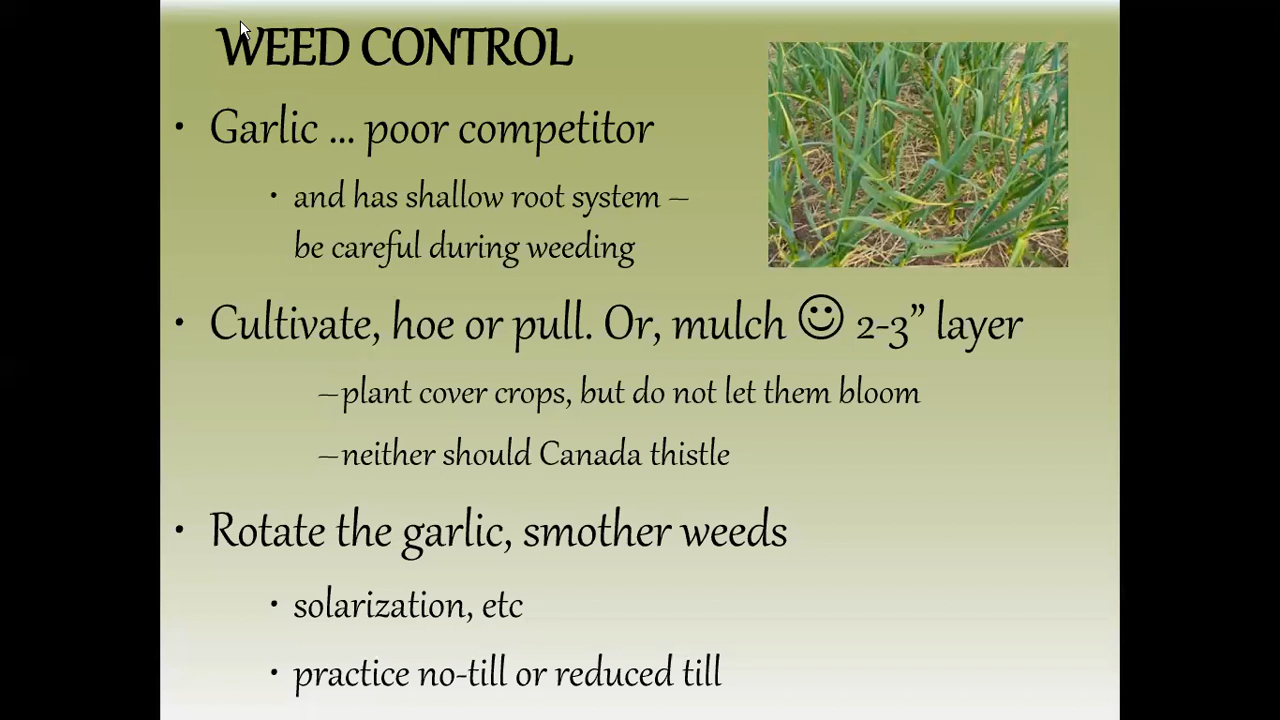 WEED CONTROL
• Garlic ... poor competitor
• and has shallow root system –
be careful during weeding
• Cultivate, hoe or pull. Or, mulch ☺ 2-3” layer
–plant cover crops, but do not let them bloom
–neither should Canada thistle
• Rotate the garlic, smother weeds
• solarization, etc
• practice no-till or reduced till